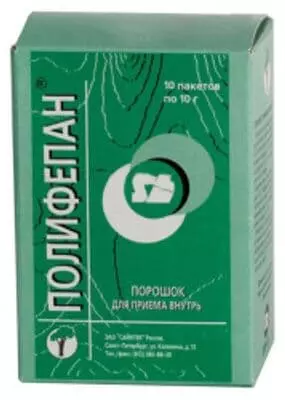 ПОЛИФЕПАН®
10 пакетов
по 10 г
ПОРОШОК
ДЛЯ ПРИЕМА ВНУТРЬ
ЗАО "САЙНТЕК" Россия,
Санкт-Петербург, ул. Калинина, д. 13